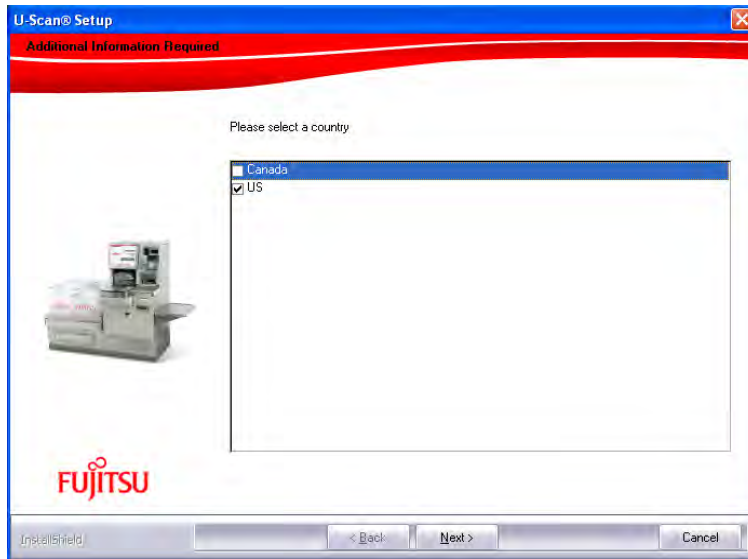 U-Scan® Setup
Additional Information Required
Please select a country
Canada
US
FUJITSU
InstallShield
< Back
Next >
Cancel